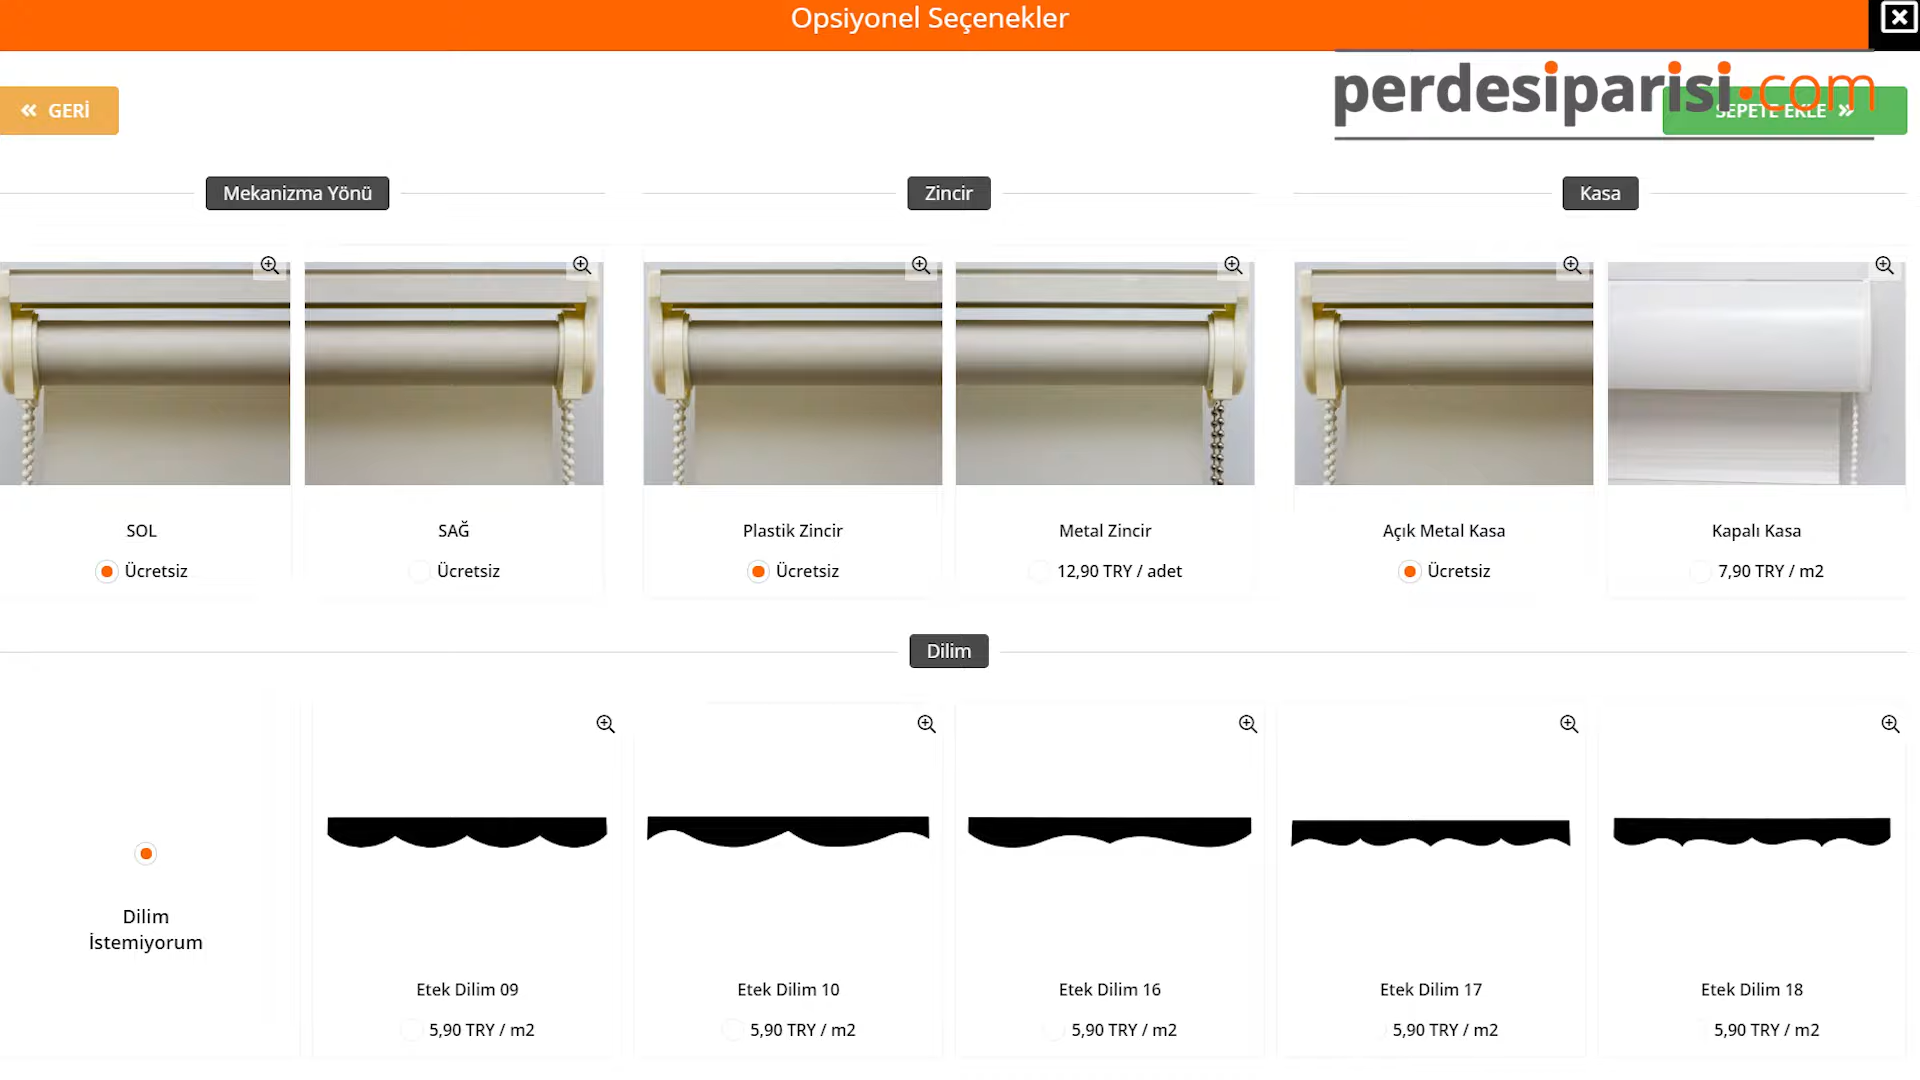 Opsiyonel Seçenekler
perdesiparisi.com
« GERİ
SEPETE EKLE »
Mekanizma Yönü
Zincir
Kasa
SOL
SAĞ
Plastik Zincir
Metal Zincir
Açık Metal Kasa
Kapalı Kasa
Ücretsiz
Ücretsiz
Ücretsiz
12,90 TRY / adet
Ücretsiz
7,90 TRY / m2
Dilim
Dilim
İstemiyorum
Etek Dilim 09
Etek Dilim 10
Etek Dilim 16
Etek Dilim 17
Etek Dilim 18
5,90 TRY / m2
5,90 TRY / m2
5,90 TRY / m2
5,90 TRY / m2
5,90 TRY / m2